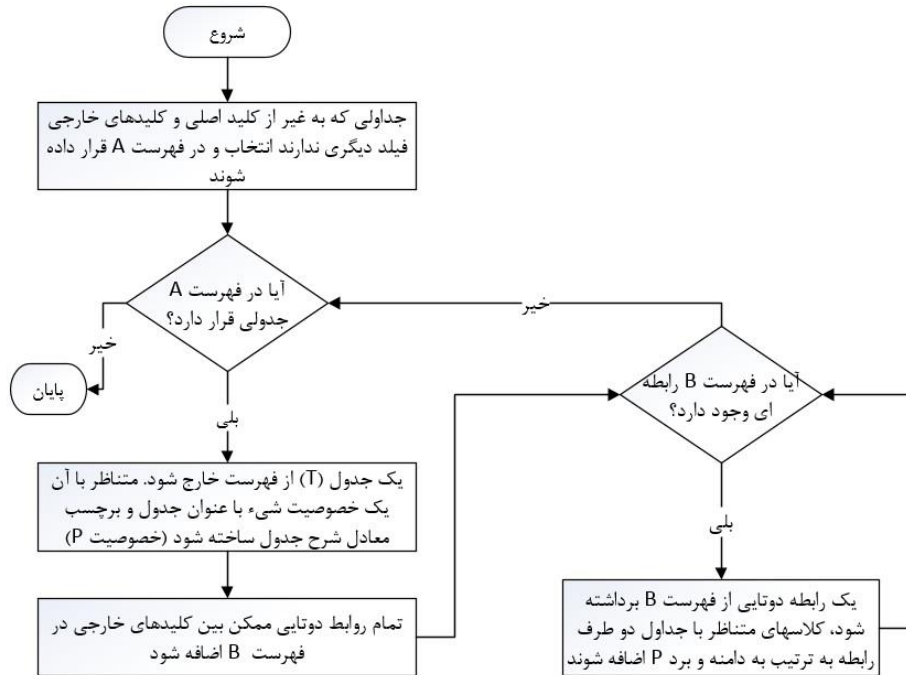 شروع
جداولی که به غیر از کلید اصلی و کلیدهای خارجی
فیلد دیگری ندارند انتخاب و در فهرست A قرار داده
شوند
آیا در فهرست A
جدولی قرار دارد؟
خیر
پایان
بلی
یک جدول (T) از فهرست خارج شود. متناظر با آن
یک خصوصیت شیء با عنوان جدول و برچسب
معادل شرح جدول ساخته شود (خصوصیت P)
تمام روابط دوتایی ممکن بین کلیدهای خارجی در
فهرست B اضافه شود
خیر
آیا در فهرست B رابطه
ای وجود دارد؟
بلی
یک رابطه دوتایی از فهرست B برداشته
شود، کلاسهای متناظر با جداول دو طرف
رابطه به ترتیب به دامنه و برد P اضافه شوند